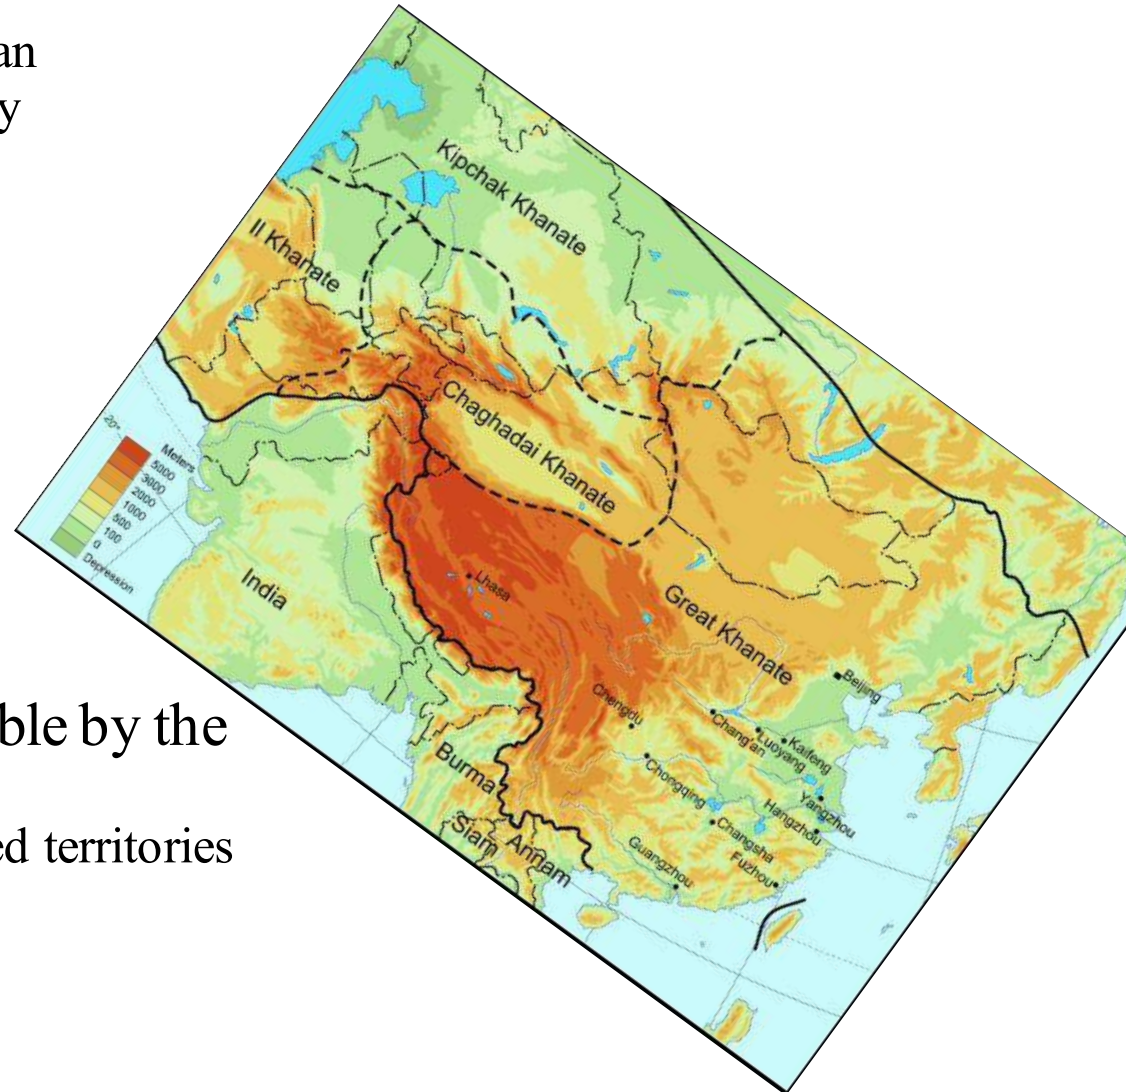 an
y
Kipchak Khanate
Il Khanate
Chaghadai Khanate
20°
Meters
5000
3000
2000
1000
500
100
0
Depression
India
Lhasa
Great Khanate
Beijing
Chengdu
Chang'an
Luoyang
Kaifeng
ble by the
Burma
Chongqing
Yangzhou
Hangzhou
Changsha
Siam
Annam
Guangzhou
Fuzhou
ed territories